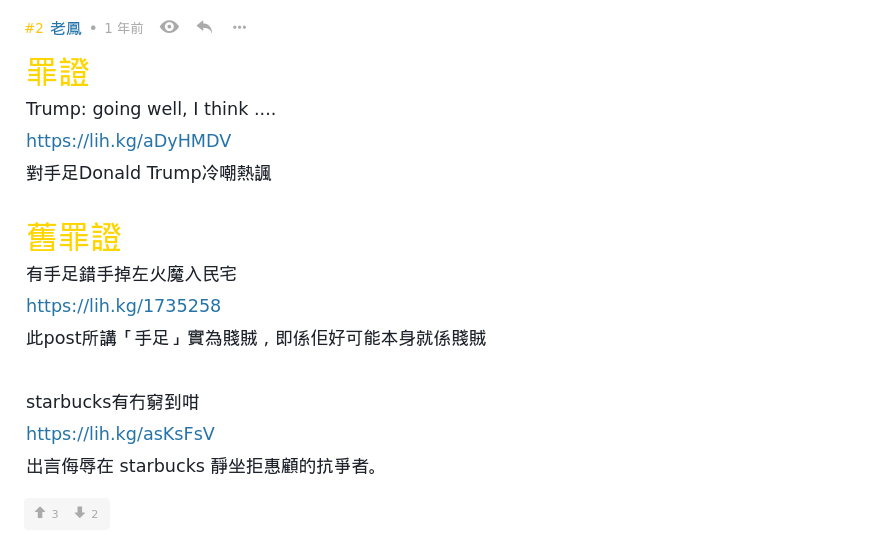 #2 老鳳 • 1 年前
罪證
Trump: going well, I think ....
https://lih.kg/aDyHMDV
對手足Donald Trump冷嘲熱諷
舊罪證
有手足錯手掉左火魔入民宅
https://lih.kg/1735258
此post所講「手足」實為賤賊，即係佢好可能本身就係賤賊
starbucks有冇窮到咁
https://lih.kg/asKsFsV
出言侮辱在 starbucks 靜坐拒惠顧的抗爭者。
3 2